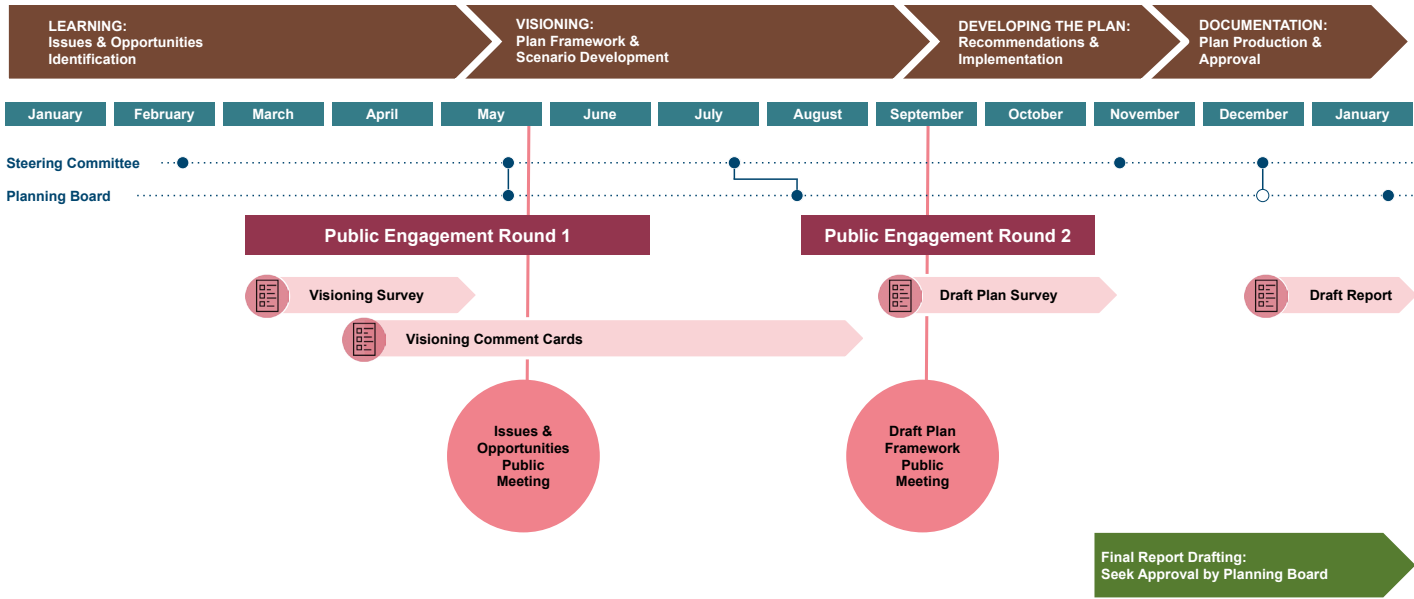 LEARNING:
Issues & Opportunities
Identification
VISIONING:
Plan Framework &
Scenario Development
DEVELOPING THE PLAN:
Recommendations &
Implementation
DOCUMENTATION:
Plan Production &
Approval
January
February
March
April
May
June
July
August
September
October
November
December
January
Steering Committee
Planning Board
Public Engagement Round 1
Public Engagement Round 2
Visioning Survey
Draft Plan Survey
Draft Report
Visioning Comment Cards
Issues &
Opportunities
Public
Meeting
Draft Plan
Framework
Public
Meeting
Final Report Drafting:
Seek Approval by Planning Board